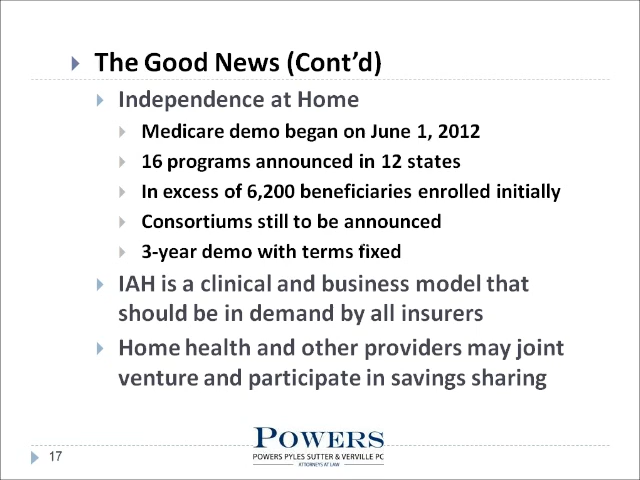 The Good News (Cont’d)
Independence at Home
Medicare demo began on June 1, 2012
16 programs announced in 12 states
In excess of 6,200 beneficiaries enrolled initially
Consortiums still to be announced
3-year demo with terms fixed
IAH is a clinical and business model that
should be in demand by all insurers
Home health and other providers may joint
venture and participate in savings sharing
POWERS
POWERS PYLES SUTTER & VERVILLE PC
ATTORNEYS AT LAW
17